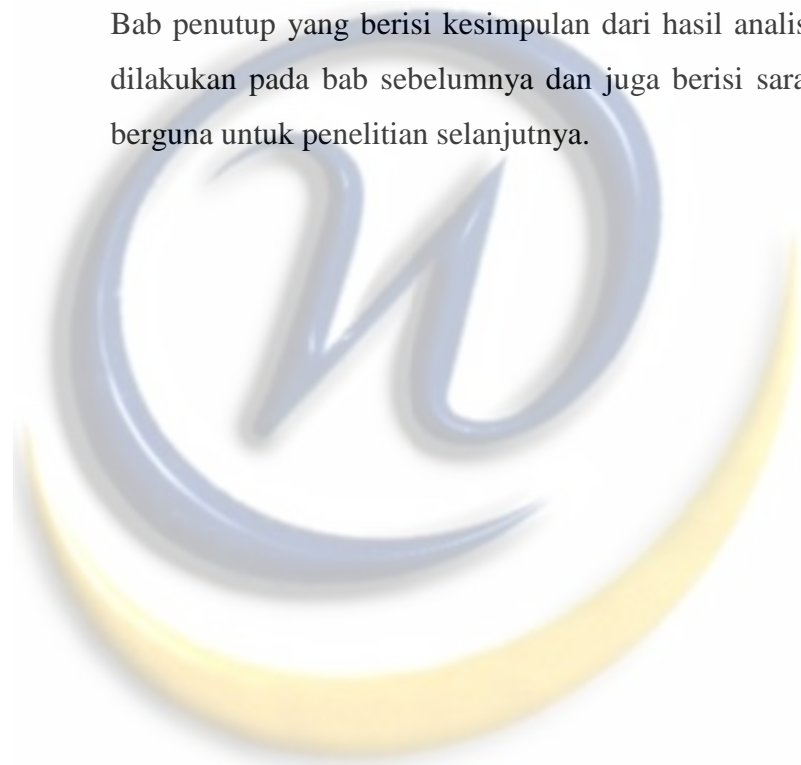 Bab penutup yang berisi kesimpulan dari hasil analis
dilakukan pada bab sebelumnya dan juga berisi sara
berguna untuk penelitian selanjutnya.